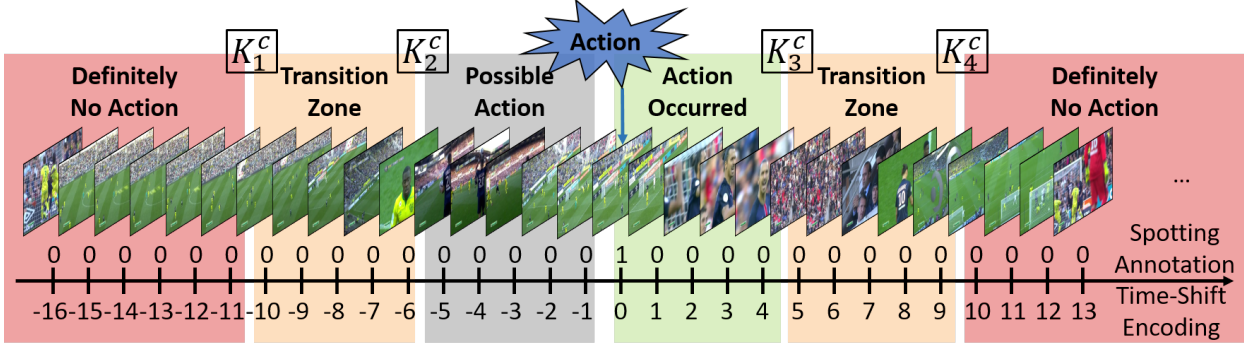 K_1^c K_2^c Action K_3^c K_4^c
Definitely No Action
Transition Zone
Possible Action
Action Occurred
Transition Zone
Definitely No Action
...
0 0 0 0 0 0 0 0 0 0 0 0 0 0 0 0 1 0 0 0 0 0 0 0 0 0 0 0 0 0
Spotting Annotation
-16 -15 -14 -13 -12 -11 -10 -9 -8 -7 -6 -5 -4 -3 -2 -1 0 1 2 3 4 5 6 7 8 9 10 11 12 13
Time-Shift Encoding